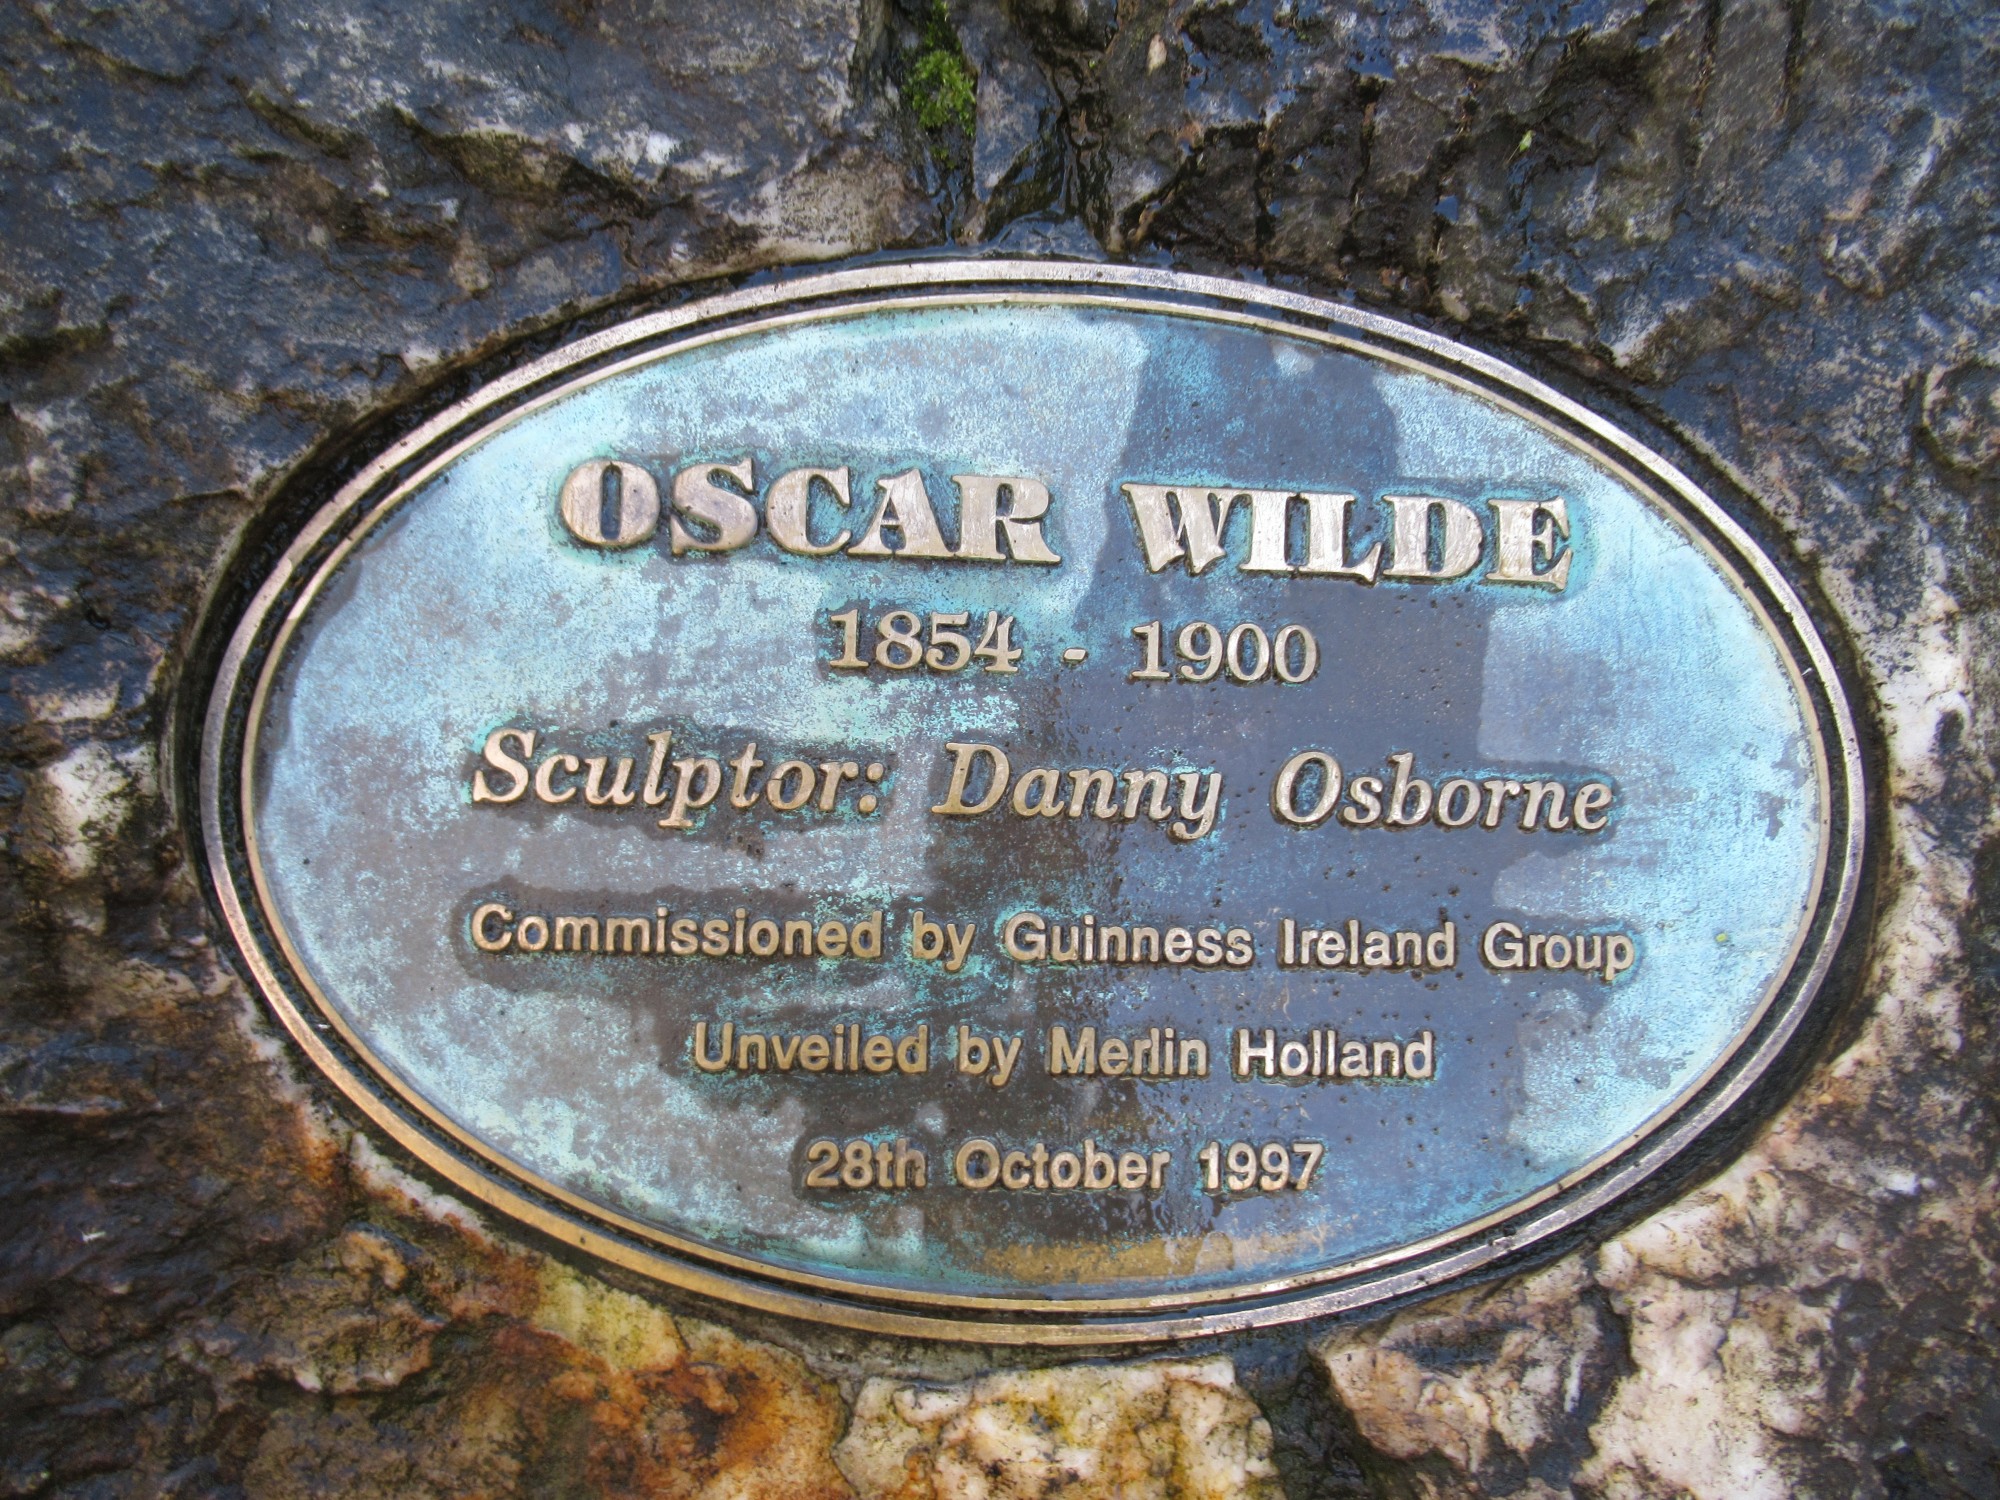 OSCAR WILDE
1854 - 1900
Sculptor: Danny Osborne
Commissioned by Guinness Ireland Group
Unveiled by Merlin Holland
28th October 1997